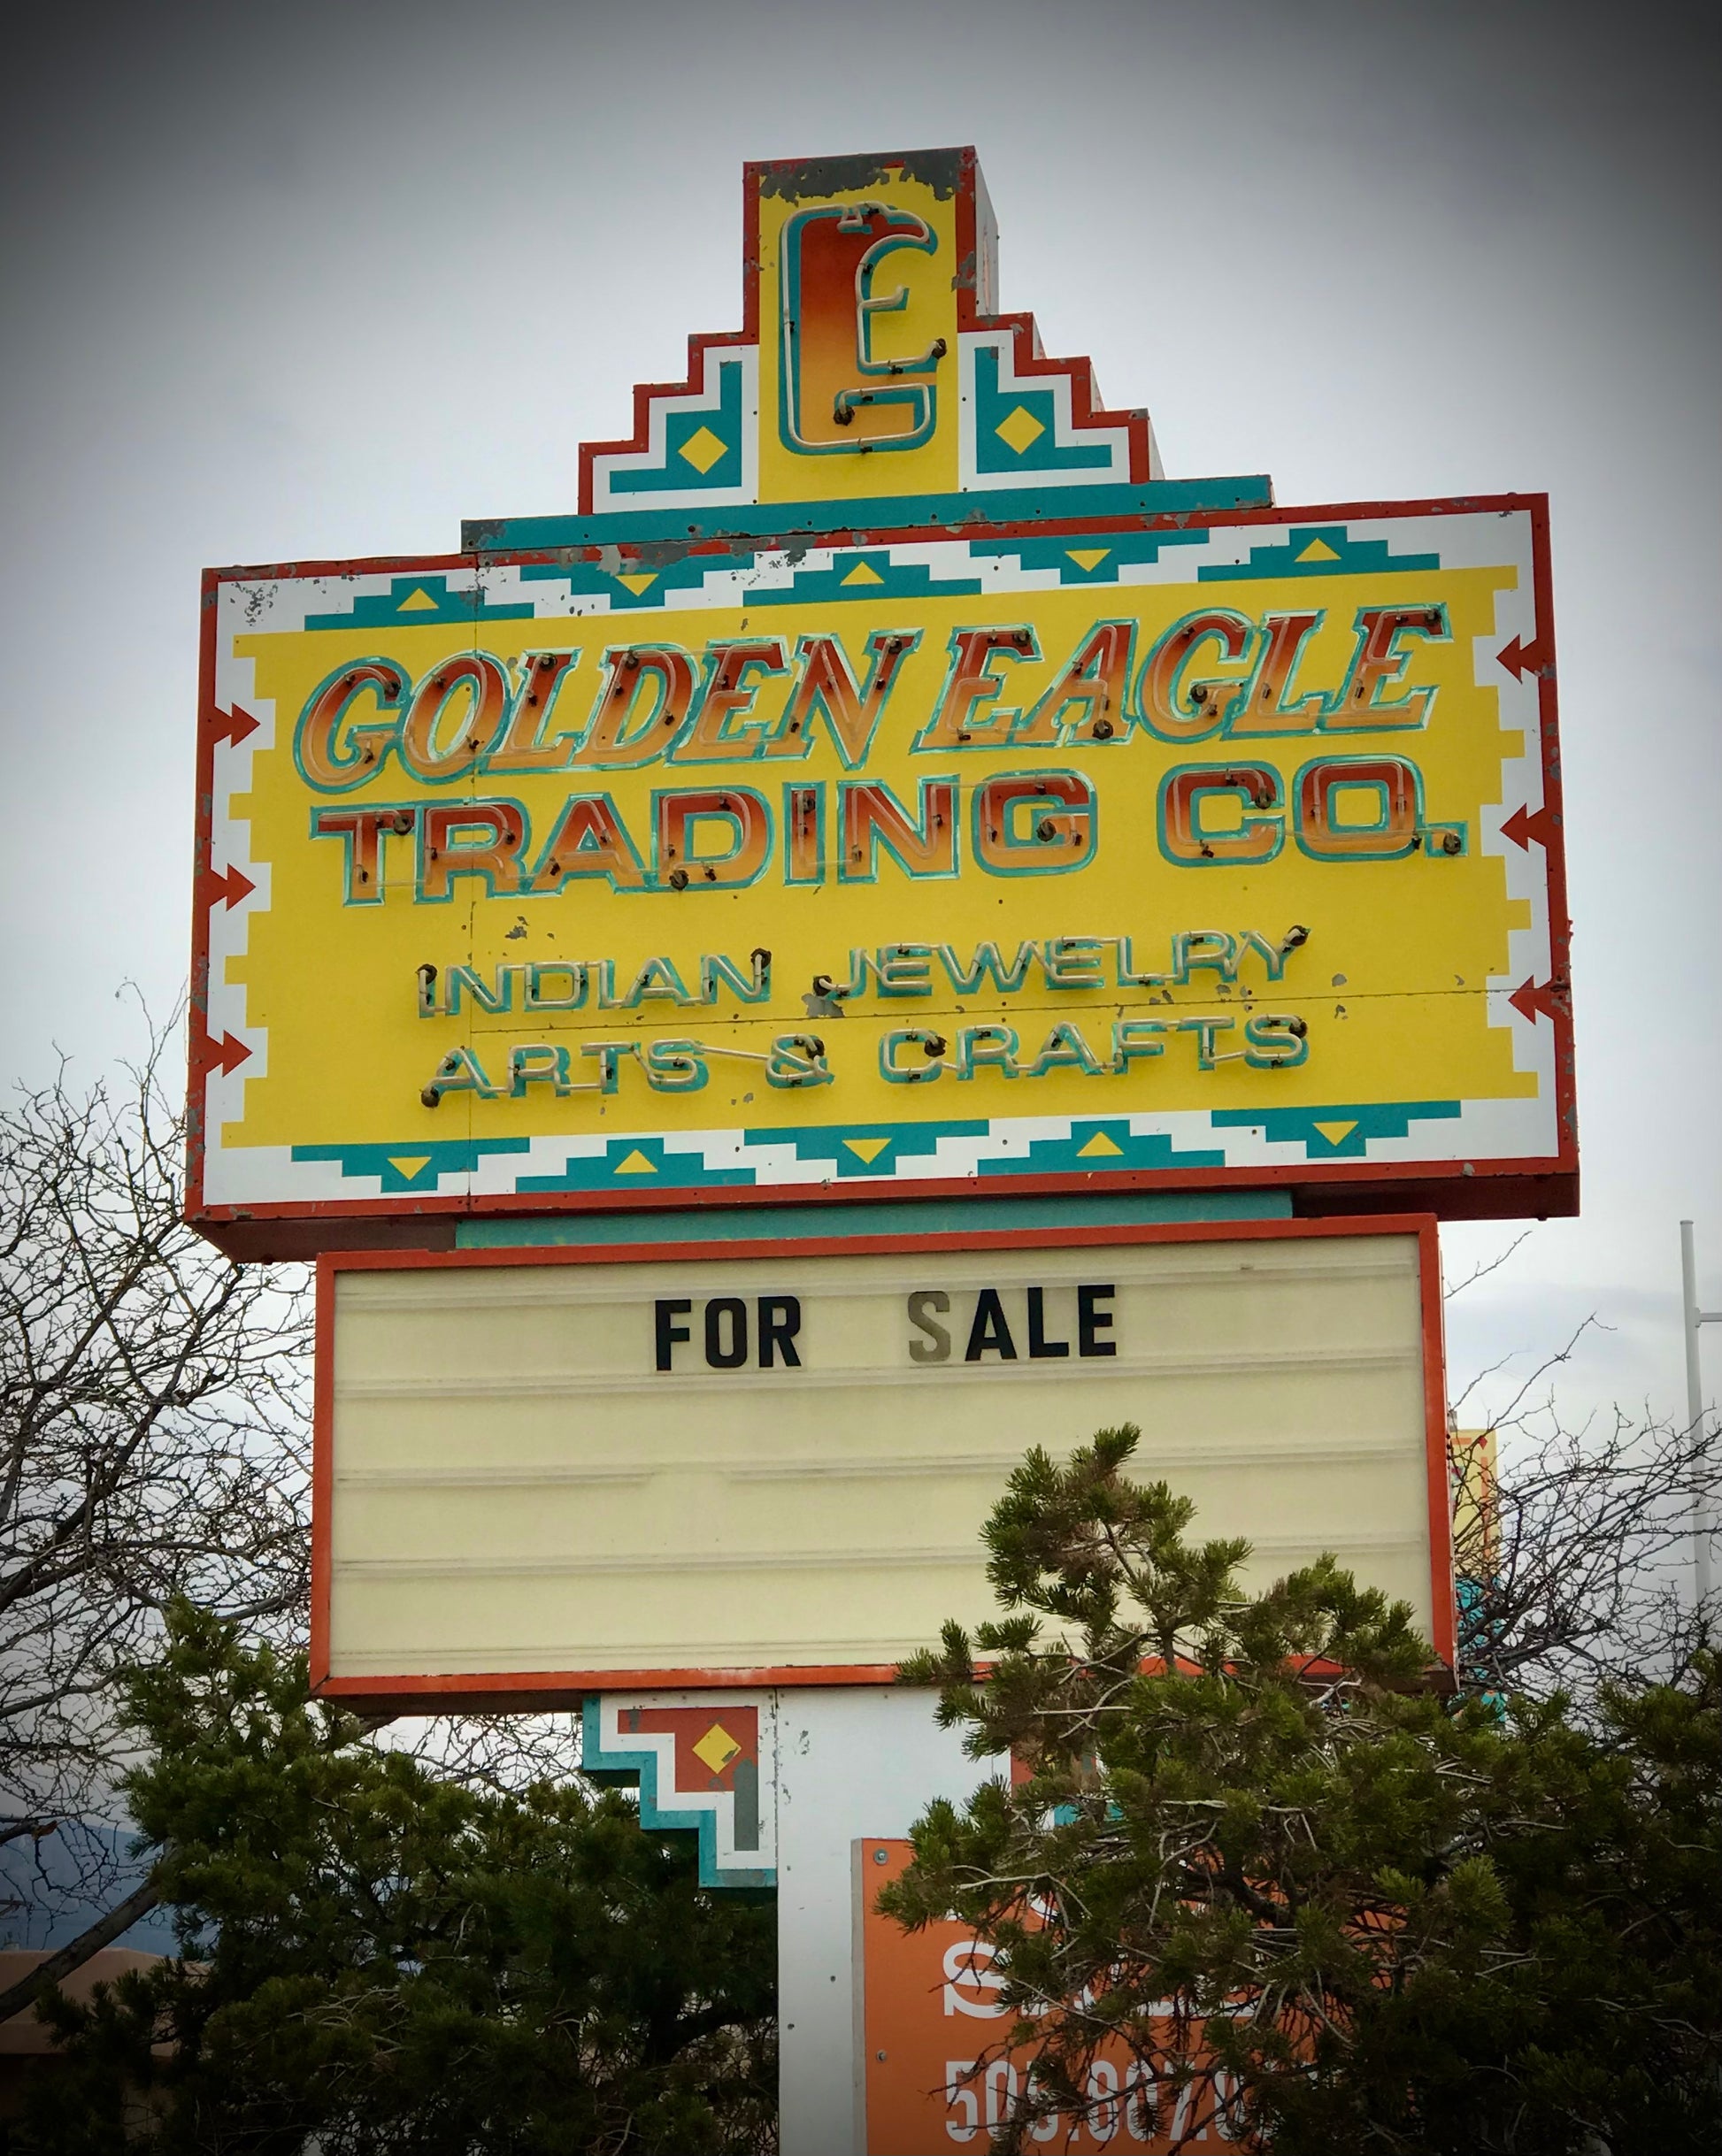 E
GOLDEN EAGLE
TRADING CO.
INDIAN JEWELRY
ARTS & CRAFTS
FOR SALE